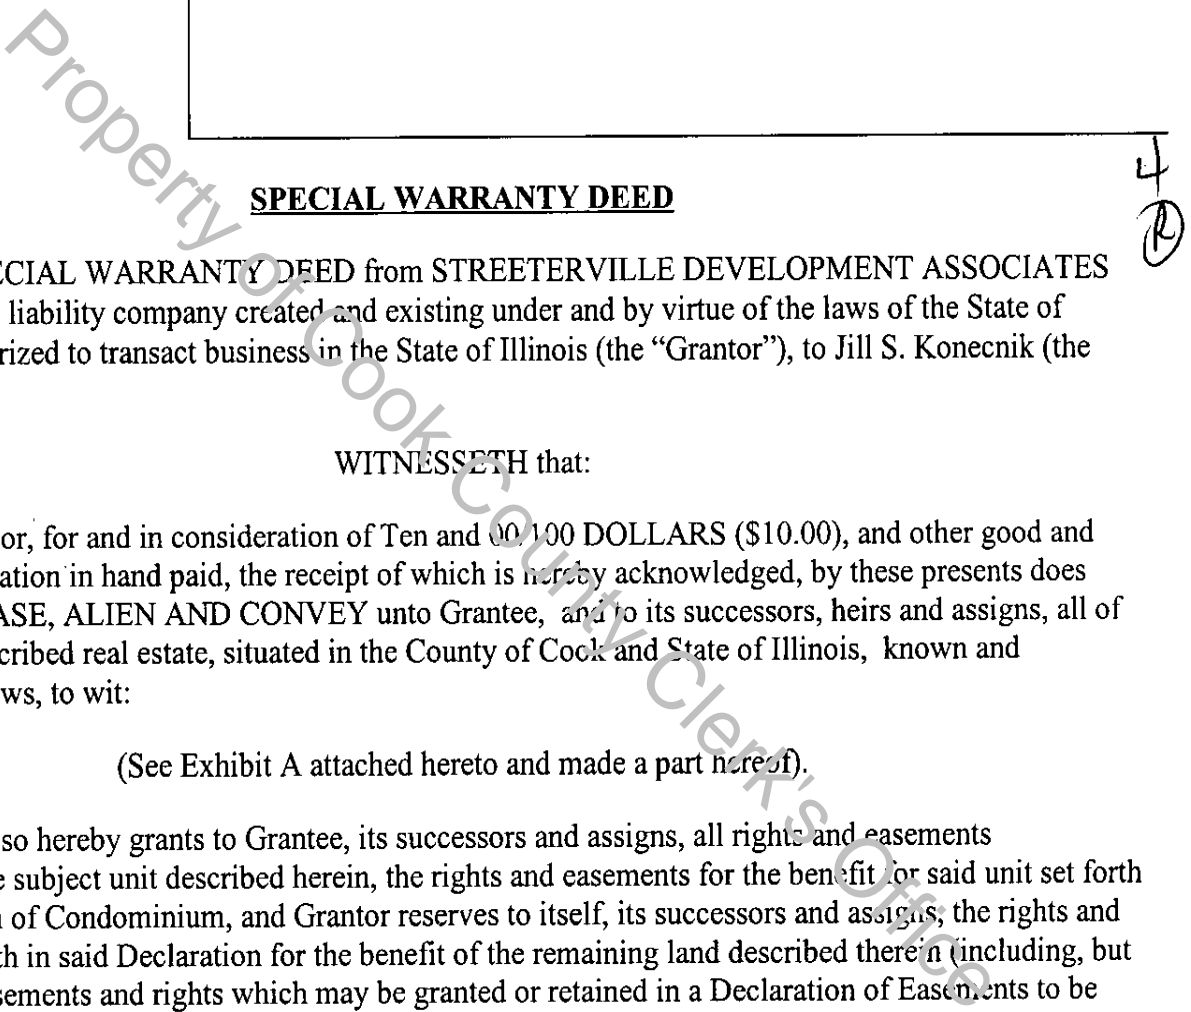 4
R
SPECIAL WARRANTY DEED
ECIAL WARRANTY DEED from STREETERVILLE DEVELOPMENT ASSOCIATES
liability company created and existing under and by virtue of the laws of the State of
rized to transact business in the State of Illinois (the “Grantor”), to Jill S. Konecnik (the
WITNESSETH that:
or, for and in consideration of Ten and 00/100 DOLLARS ($10.00), and other good and
ation in hand paid, the receipt of which is hereby acknowledged, by these presents does
ASE, ALIEN AND CONVEY unto Grantee, and to its successors, heirs and assigns, all of
cribed real estate, situated in the County of Cook and State of Illinois, known and
ws, to wit:
(See Exhibit A attached hereto and made a part hereof).
so hereby grants to Grantee, its successors and assigns, all rights and easements
e subject unit described herein, the rights and easements for the benefit for said unit set forth
n of Condominium, and Grantor reserves to itself, its successors and assigns, the rights and
th in said Declaration for the benefit of the remaining land described therein (including, but
sements and rights which may be granted or retained in a Declaration of Easements to be
Property of Cook County Clerk's Office